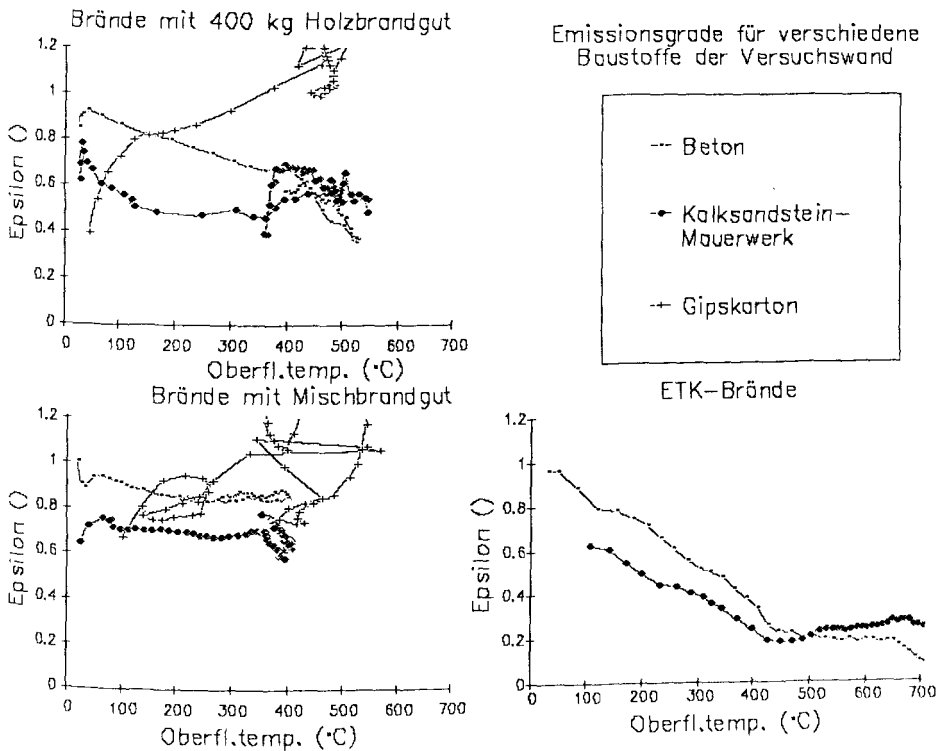 Brände mit 400 kg Holzbrandgut
1.2
1
0.8
0.6
0.4
0.2
0
Epsilon ()
0 100 200 300 400 500 600 700
Oberfl.temp. (°C)
Emissionsgrade für verschiedene
Baustoffe der Versuchswand
Beton
Kalksandstein-
Mauerwerk
Gipskarton
Brände mit Mischbrandgut
1.2
1
0.8
0.6
0.4
0.2
0
Epsilon ()
0 100 200 300 400 500 600 700
Oberfl.temp. (°C)
ETK-Brände
1.2
1
0.8
0.6
0.4
0.2
0
Epsilon ()
0 100 200 300 400 500 600 700
Oberfl.temp. (°C)